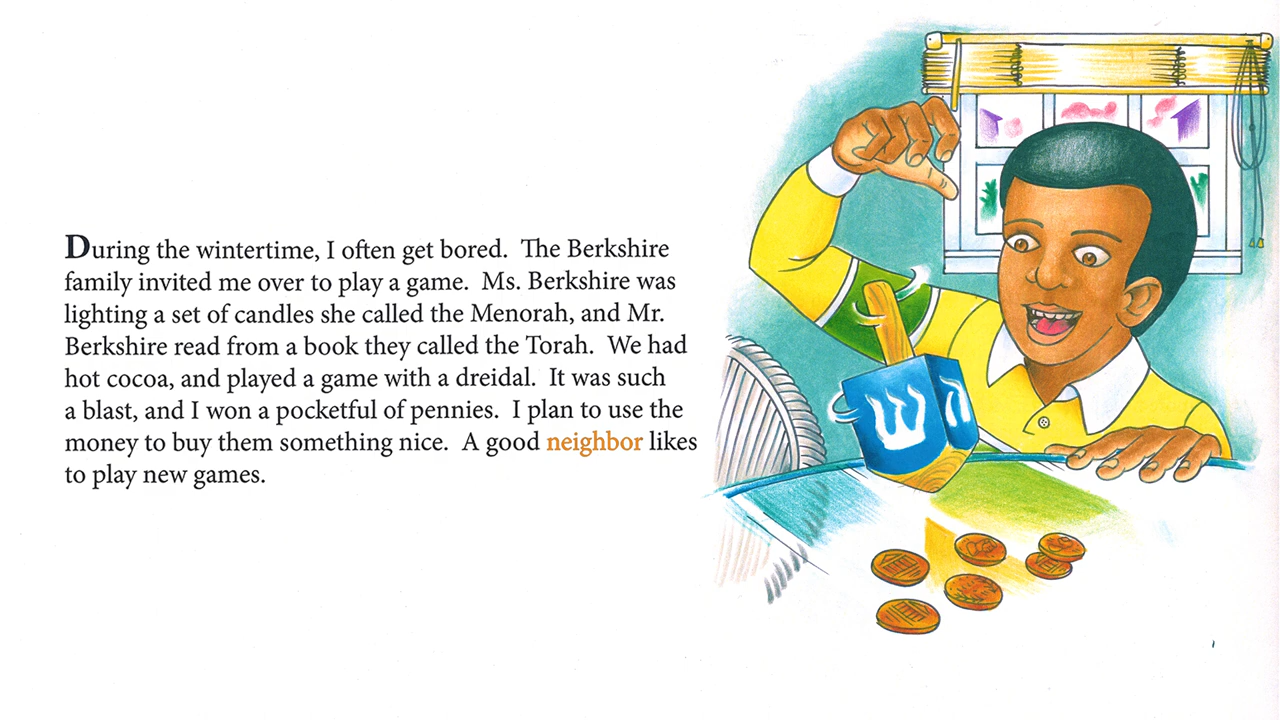 During the wintertime, I often get bored.  The Berkshire
family invited me over to play a game.  Ms. Berkshire was
lighting a set of candles she called the Menorah, and Mr.
Berkshire read from a book they called the Torah.  We had
hot cocoa, and played a game with a dreidal.  It was such
a blast, and I won a pocketful of pennies.  I plan to use the
money to buy them something nice.  A good neighbor likes
to play new games.
ש
ה